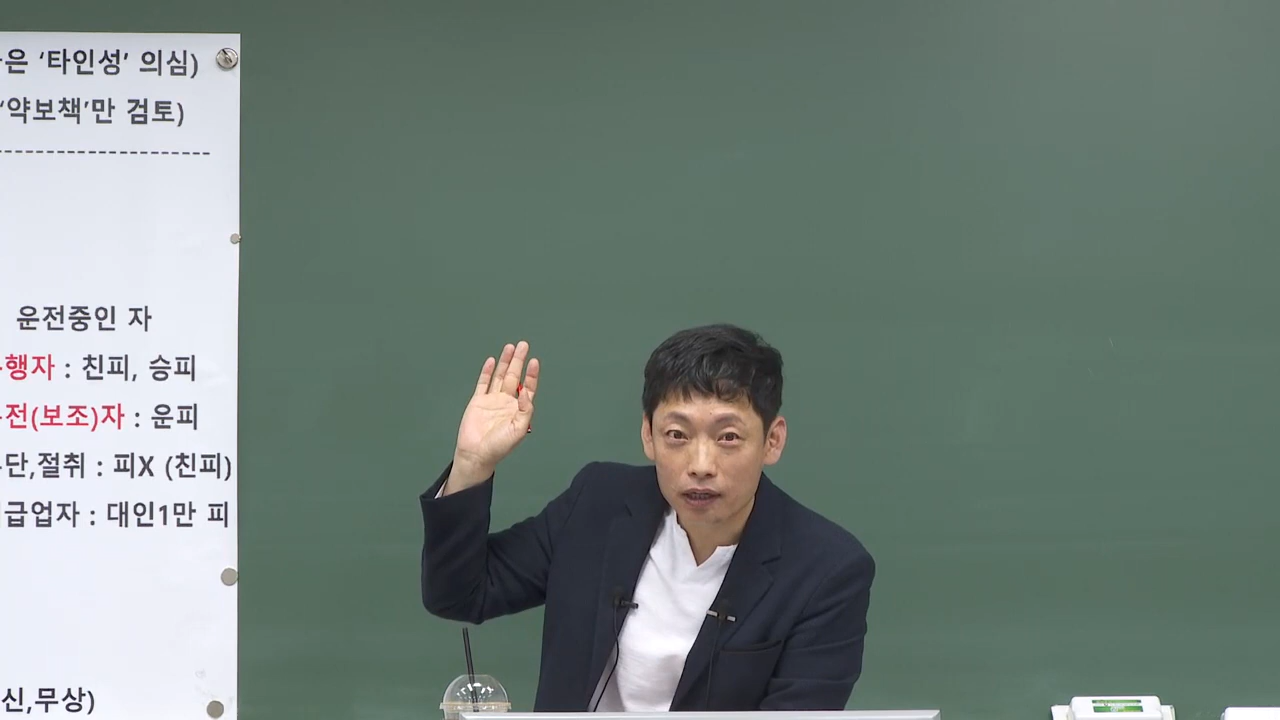 은 ‘타인성’ 의심)
‘약보책’만 검토)
운전중인 자
행자 : 친피, 승피
전(보조)자 : 운피
단,절취 : 피X (친피)
급업자 : 대인1만 피
신,무상)